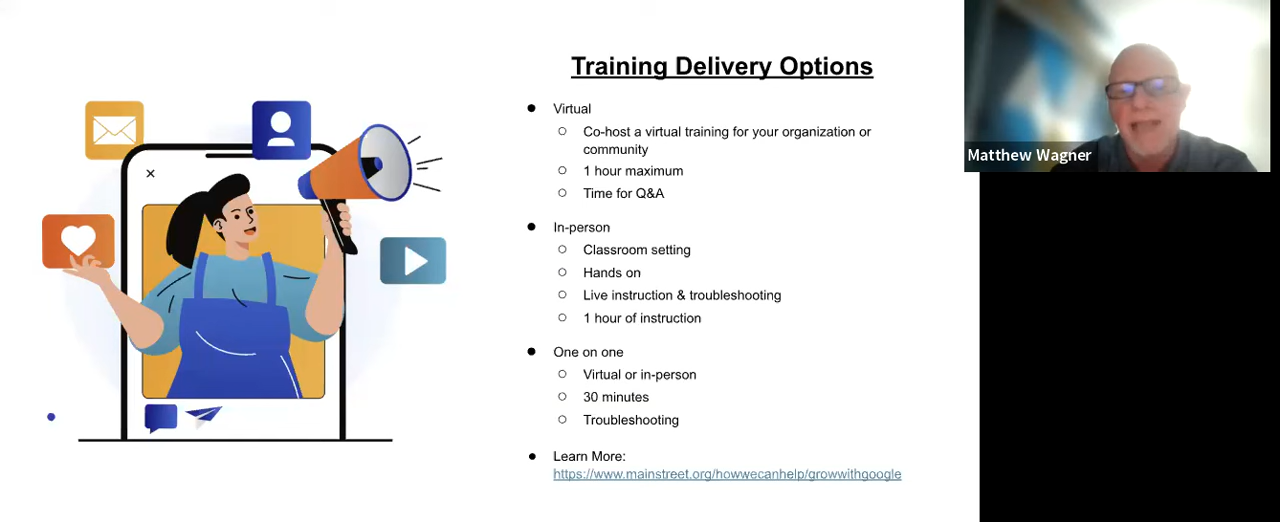 Training Delivery Options
Virtual
Co-host a virtual training for your organization or
community
1 hour maximum
Time for Q&A
In-person
Classroom setting
Hands on
Live instruction & troubleshooting
1 hour of instruction
One on one
Virtual or in-person
30 minutes
Troubleshooting
Learn More:
https://www.mainstreet.org/howwecanhelp/growwithgoogle
Matthew Wagner